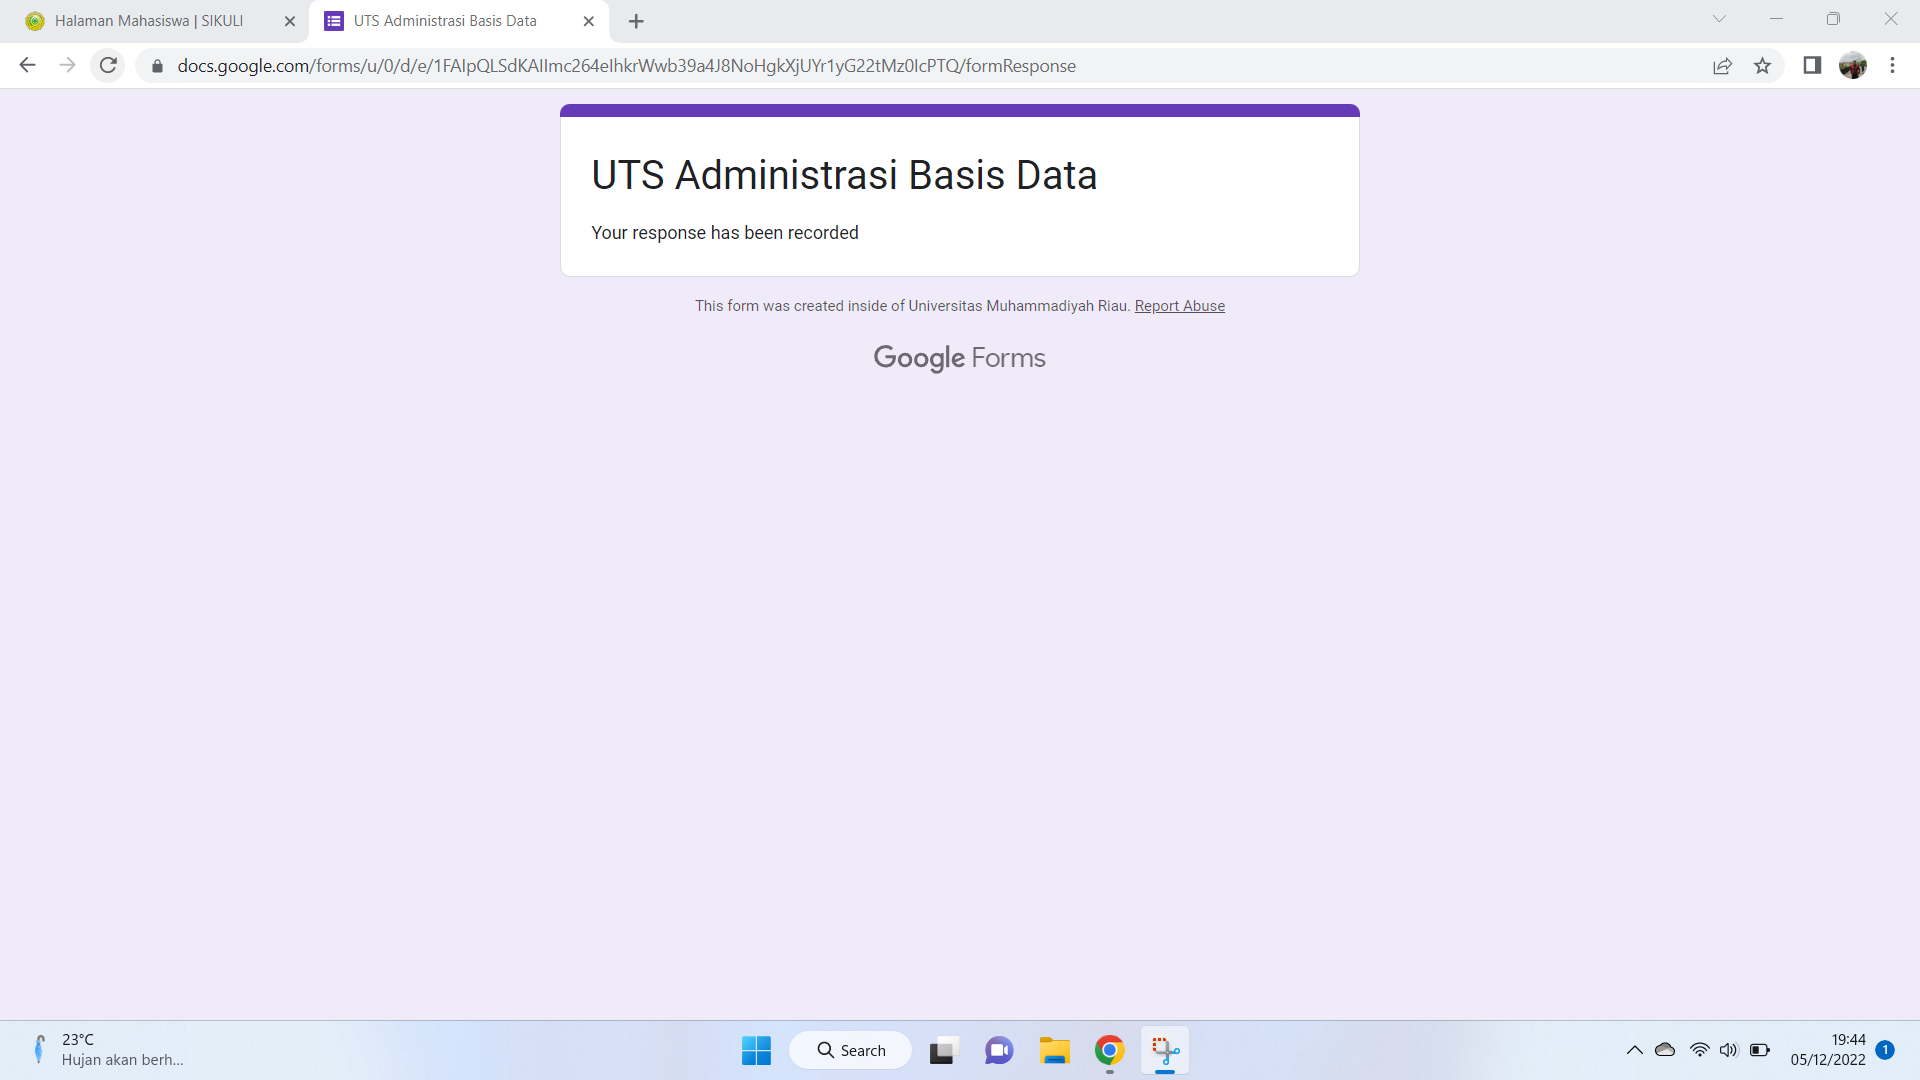 Halaman Mahasiswa | SIKULI
UTS Administrasi Basis Data
docs.google.com/forms/u/0/d/e/1FAIpQLSdKAIImc264eIhkrWwb39a4J8NoHgkXjUYr1yG22tMz0IcPTQ/formResponse
UTS Administrasi Basis Data
Your response has been recorded
This form was created inside of Universitas Muhammadiyah Riau. Report Abuse
Google Forms
23°C
Hujan akan berh...
Search
19:44
05/12/2022
1